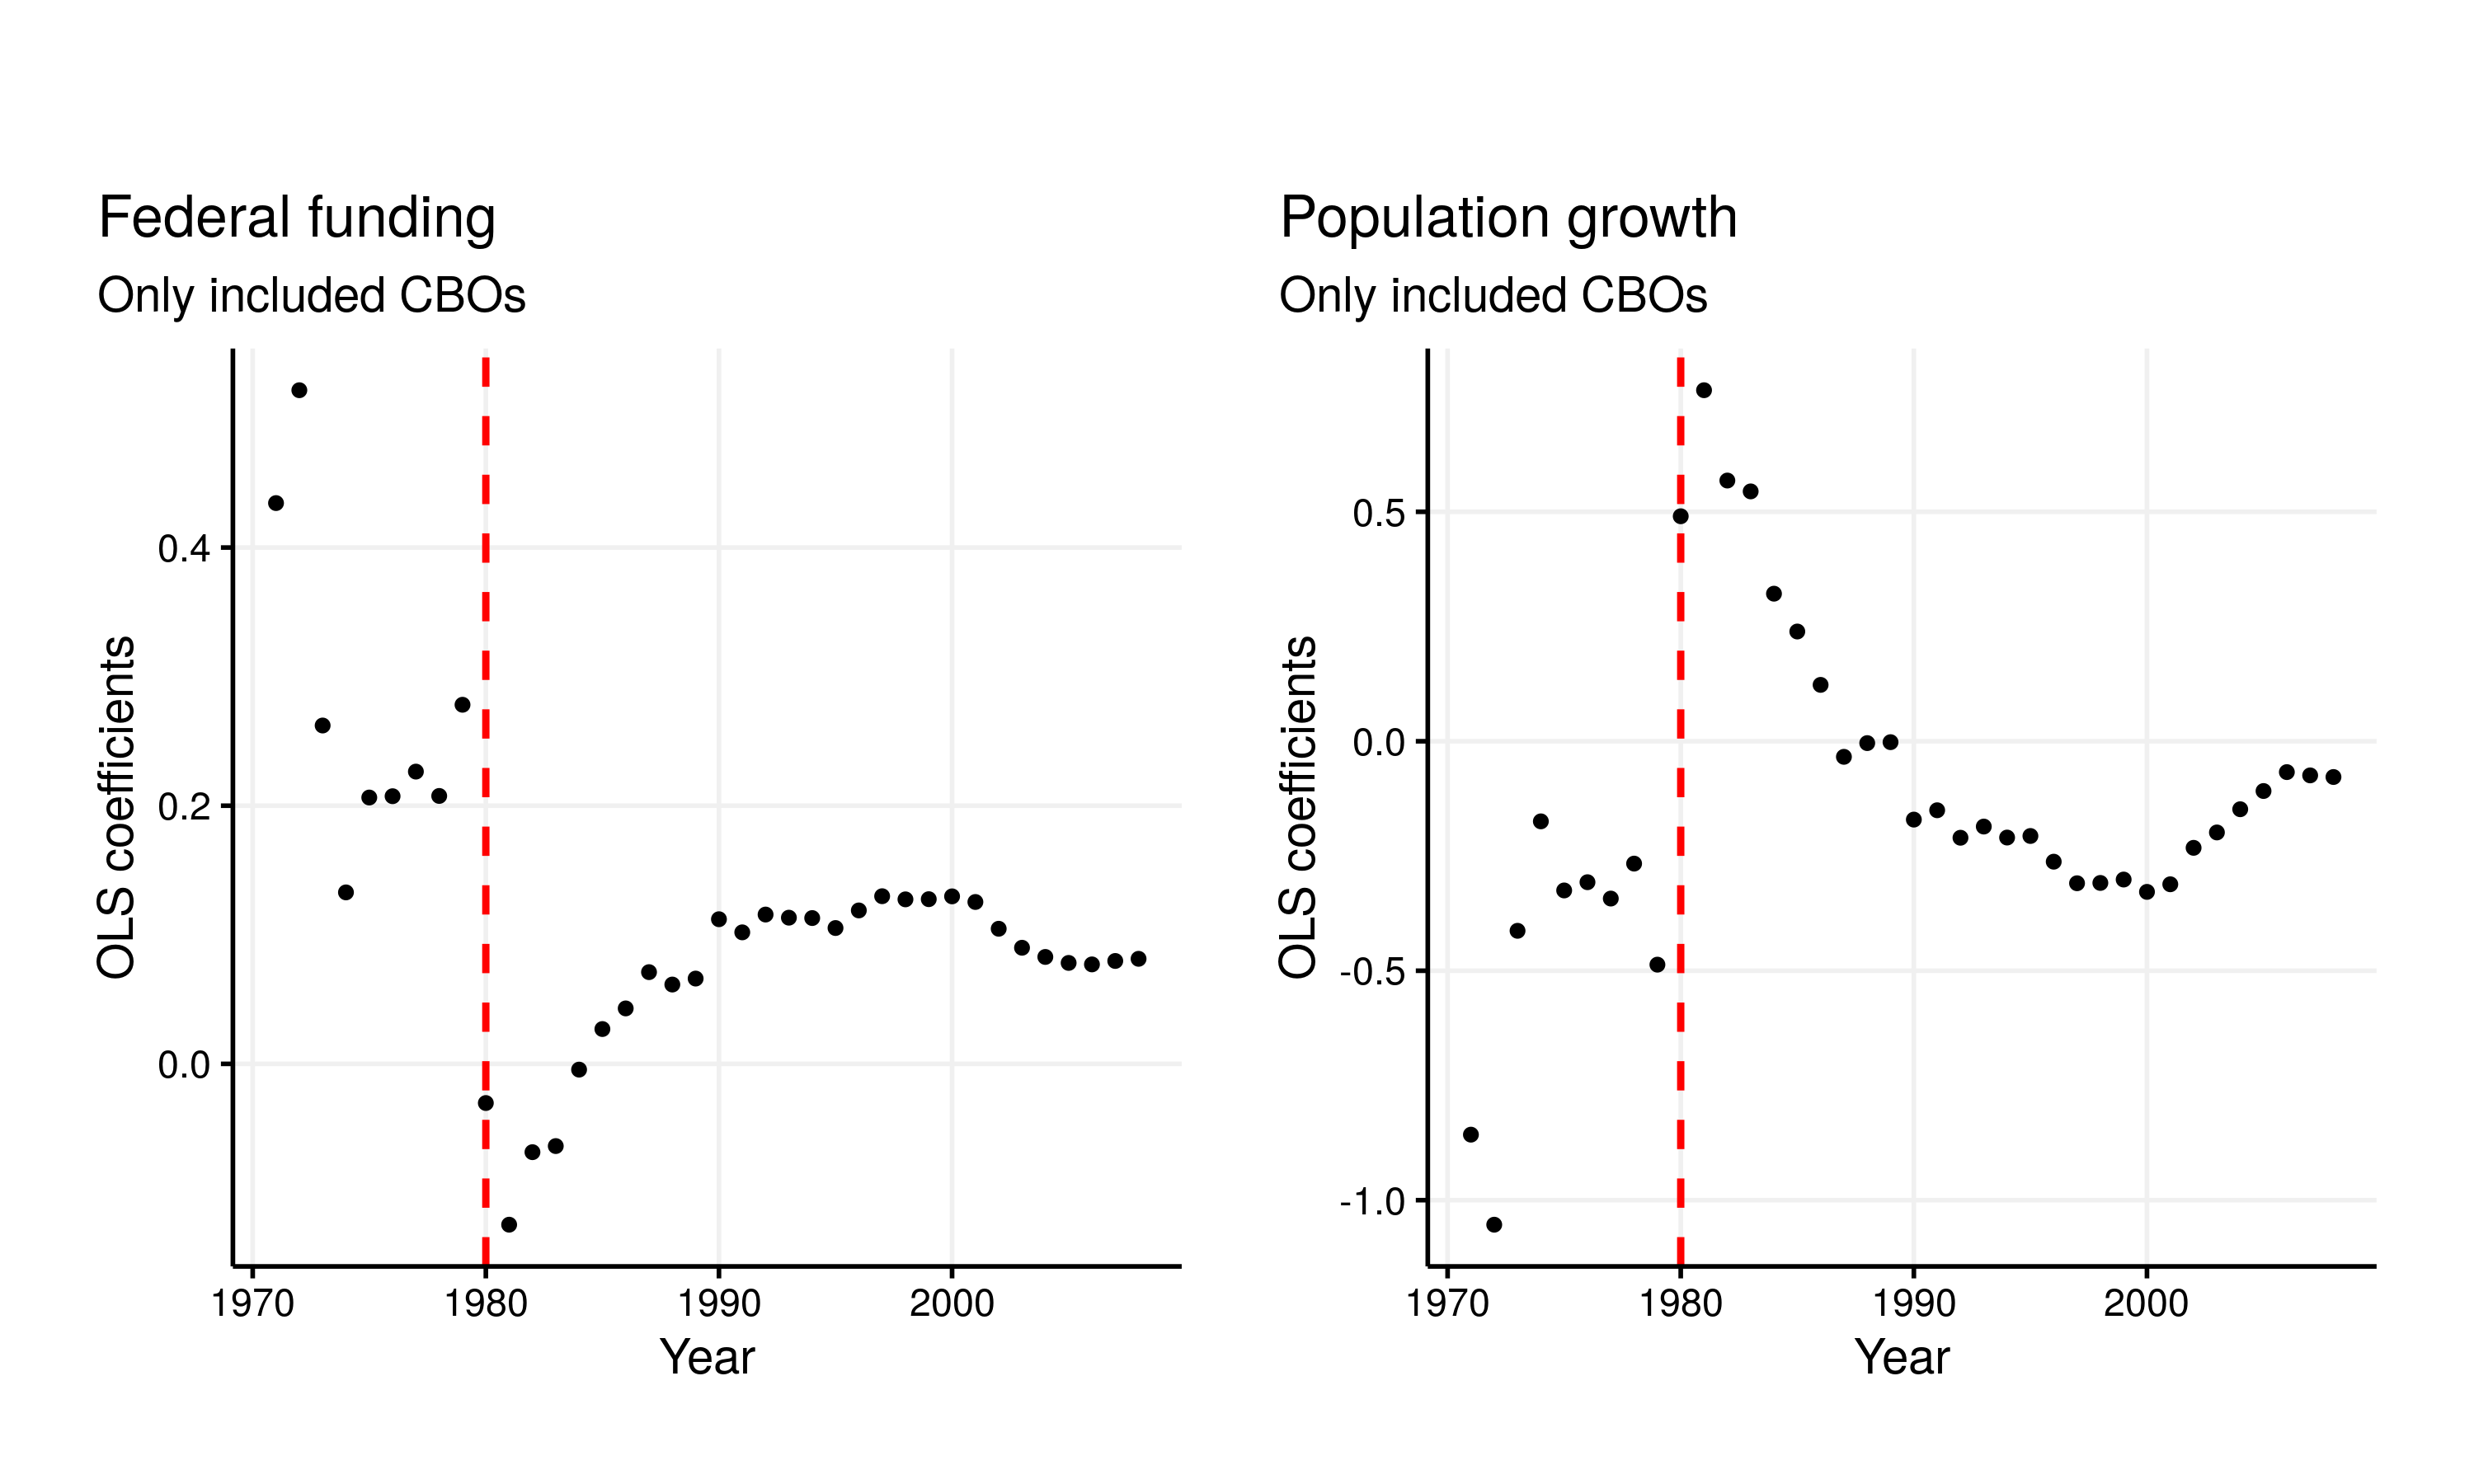 Federal funding
Only included CBOs
OLS coefficients
0.4
0.2
0.0
1970 1980 1990 2000
Year
Population growth
Only included CBOs
OLS coefficients
0.5
0.0
-0.5
-1.0
1970 1980 1990 2000
Year